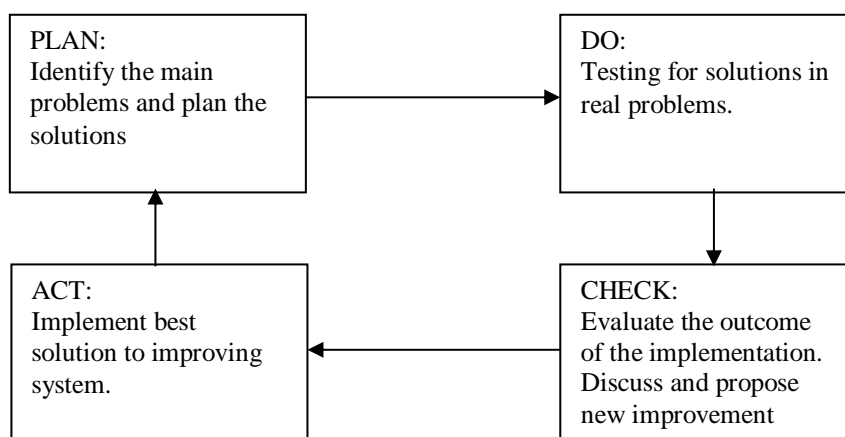 PLAN:
Identify the main
problems and plan the
solutions
DO:
Testing for solutions in
real problems.
ACT:
Implement best
solution to improving
system.
CHECK:
Evaluate the outcome
of the implementation.
Discuss and propose
new improvement